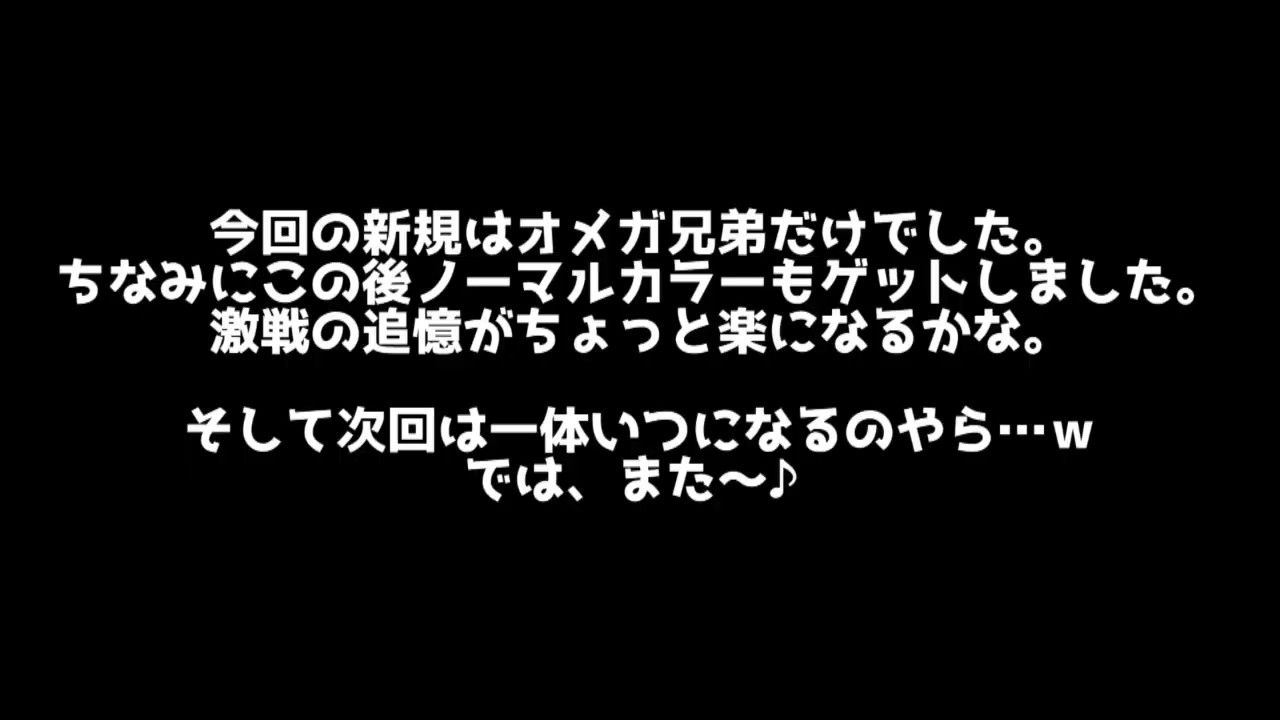 今回の新規はオメガ兄弟だけでした。
ちなみにこの後ノーマルカラーもゲットしました。
激戦の追憶がちょっと楽になるかな。
そして次回は一体いつになるのやら…w
では、また～♪